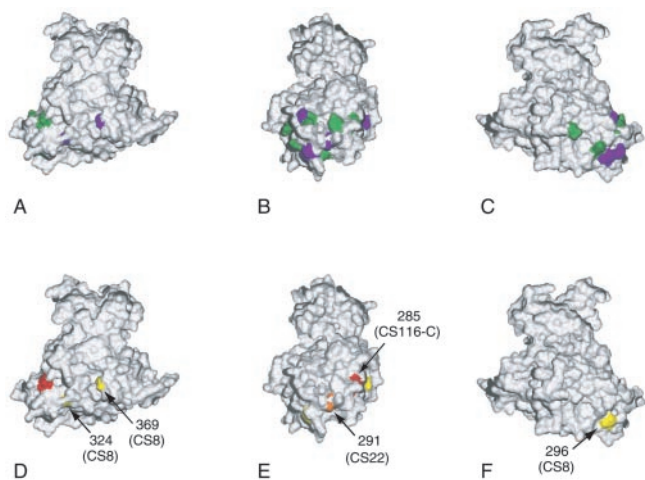 A
B
C
285
(CS116-C)
369
(CS8)
324
(CS8)
291
(CS22)
296
(CS8)
D
E
F